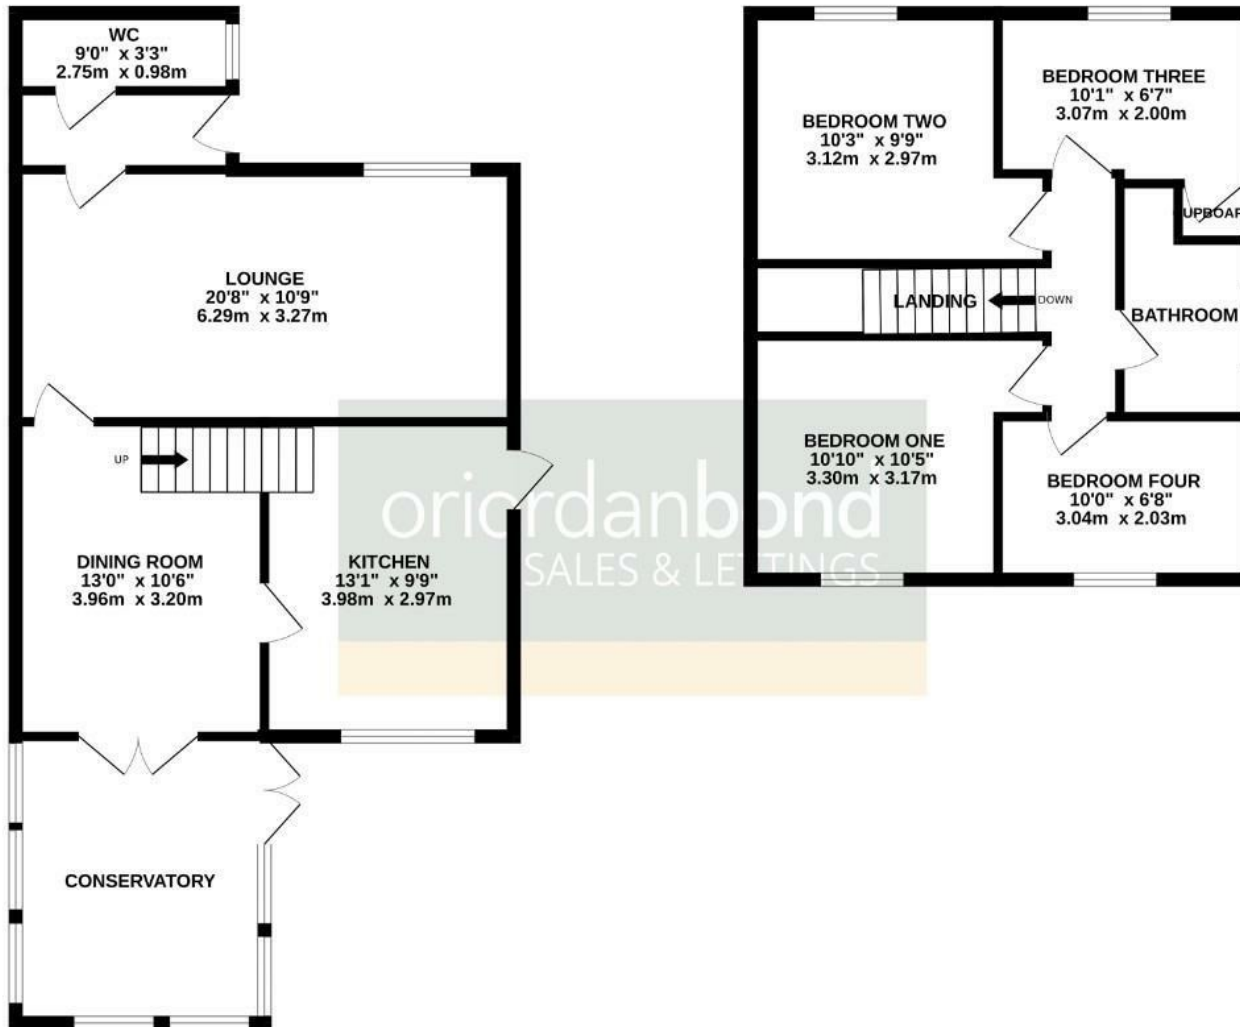 WC
9'0" x 3'3"
2.75m x 0.98m
LOUNGE
20'8" x 10'9"
6.29m x 3.27m
UP
DINING ROOM
13'0" x 10'6"
3.96m x 3.20m
KITCHEN
13'1" x 9'9"
3.98m x 2.97m
CONSERVATORY
BEDROOM TWO
10'3" x 9'9"
3.12m x 2.97m
BEDROOM THREE
10'1" x 6'7"
3.07m x 2.00m
UPBOAR
LANDING
DOWN
BATHROOM
BEDROOM ONE
10'10" x 10'5"
3.30m x 3.17m
BEDROOM FOUR
10'0" x 6'8"
3.04m x 2.03m
oriordanbond
SALES & LETTINGS